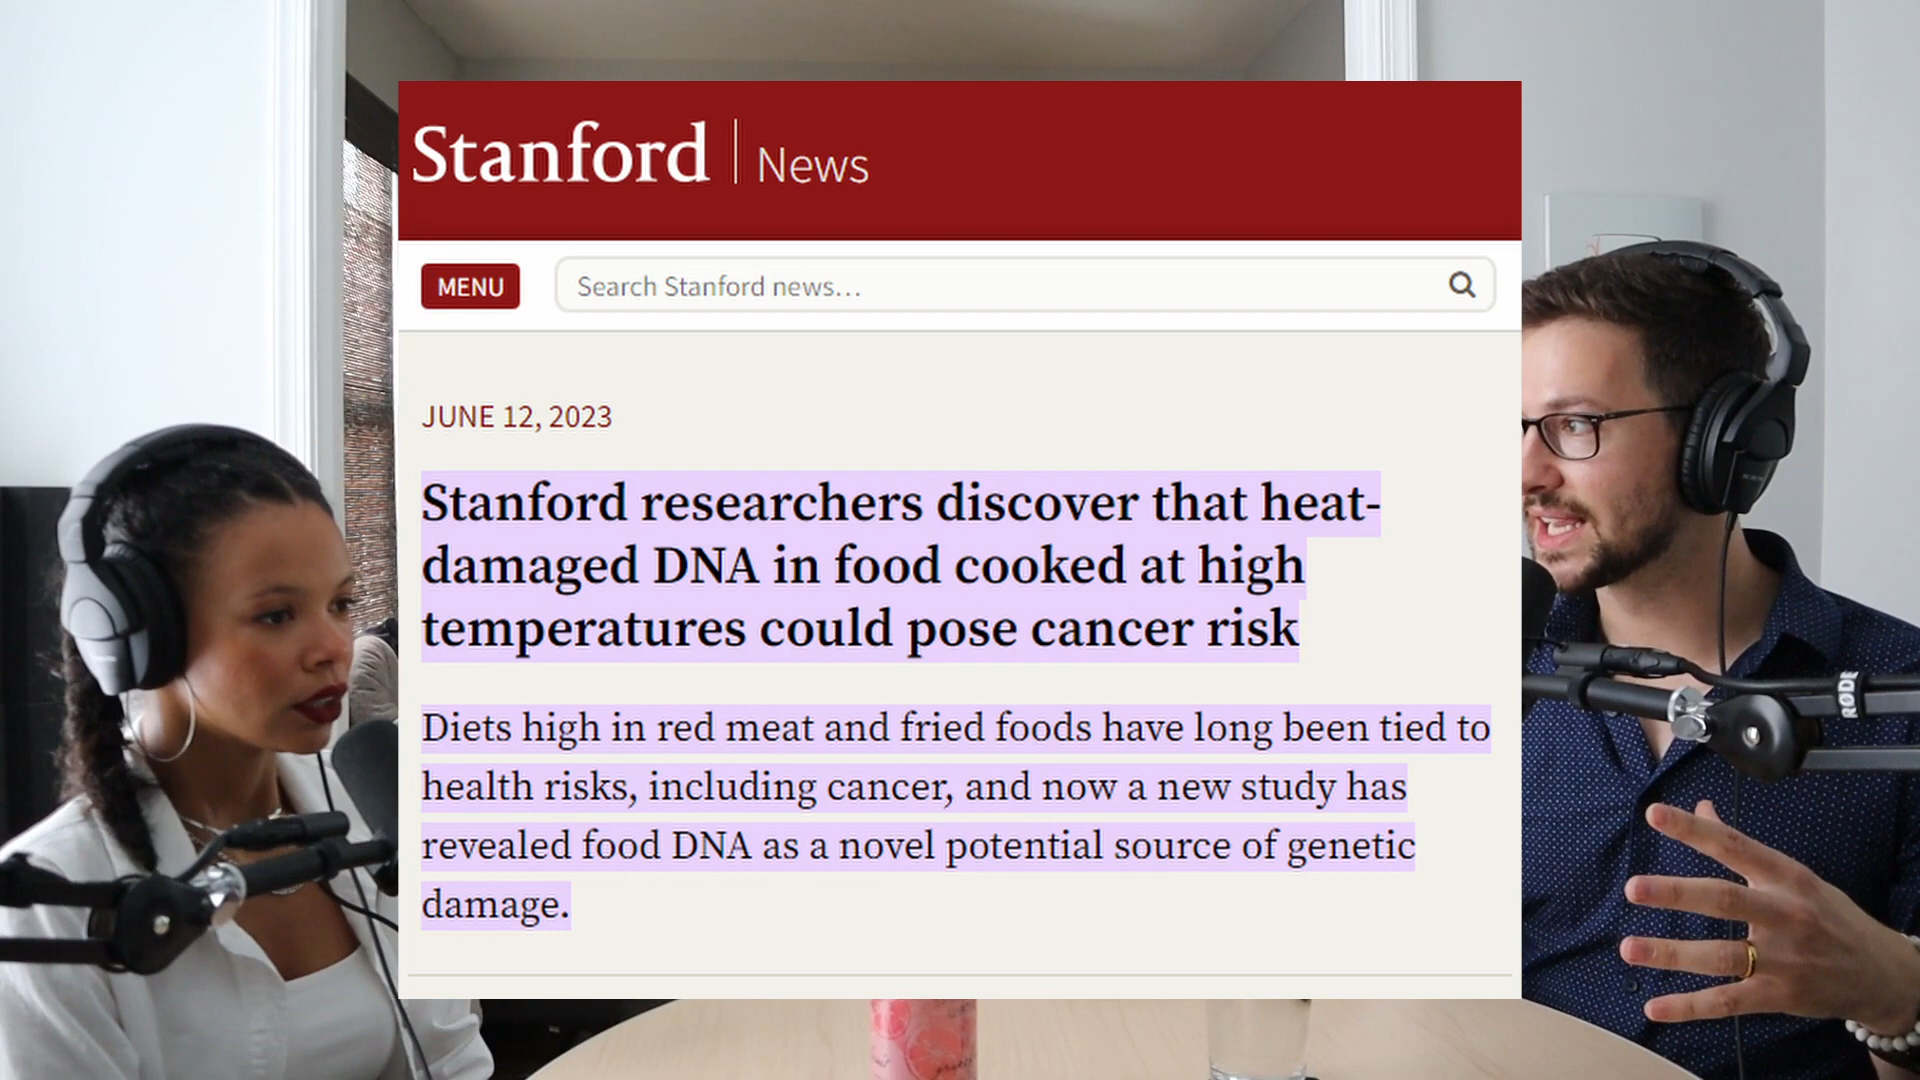 Stanford | News
MENU
Search Stanford news...
JUNE 12, 2023
Stanford researchers discover that heat-
damaged DNA in food cooked at high
temperatures could pose cancer risk
Diets high in red meat and fried foods have long been tied to
health risks, including cancer, and now a new study has
revealed food DNA as a novel potential source of genetic
damage.
RODE